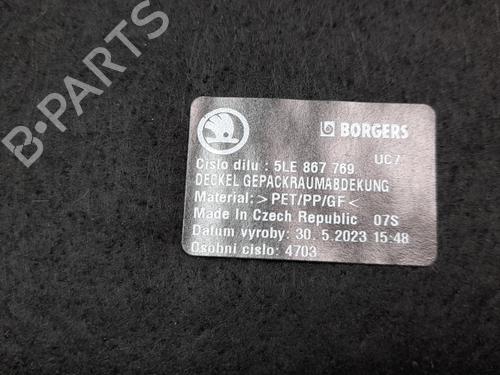 B-PARTS
BORGERS
Cislo dilu : 5LE 867 769 UC7
DECKEL GEPACKRAUMABDEKUNG
Material: > PET/PP/GF <
Made In Czech Republic 07S
Datum vyroby: 30. 5.2023 15:48
Osobni cislo: 4703